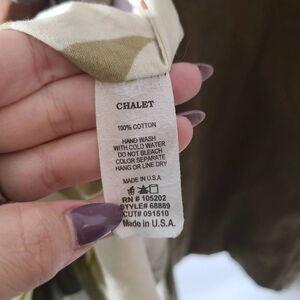 CHALET
100% COTTON
HAND WASH
WITH COLD WATER
DO NOT BLEACH
COLOR SEPARATE
HANG OR LINE DRY
MADE IN U.S.A.
RN # 105202
STYLE# 68889
CUT# 091510
Made in U.S.A.